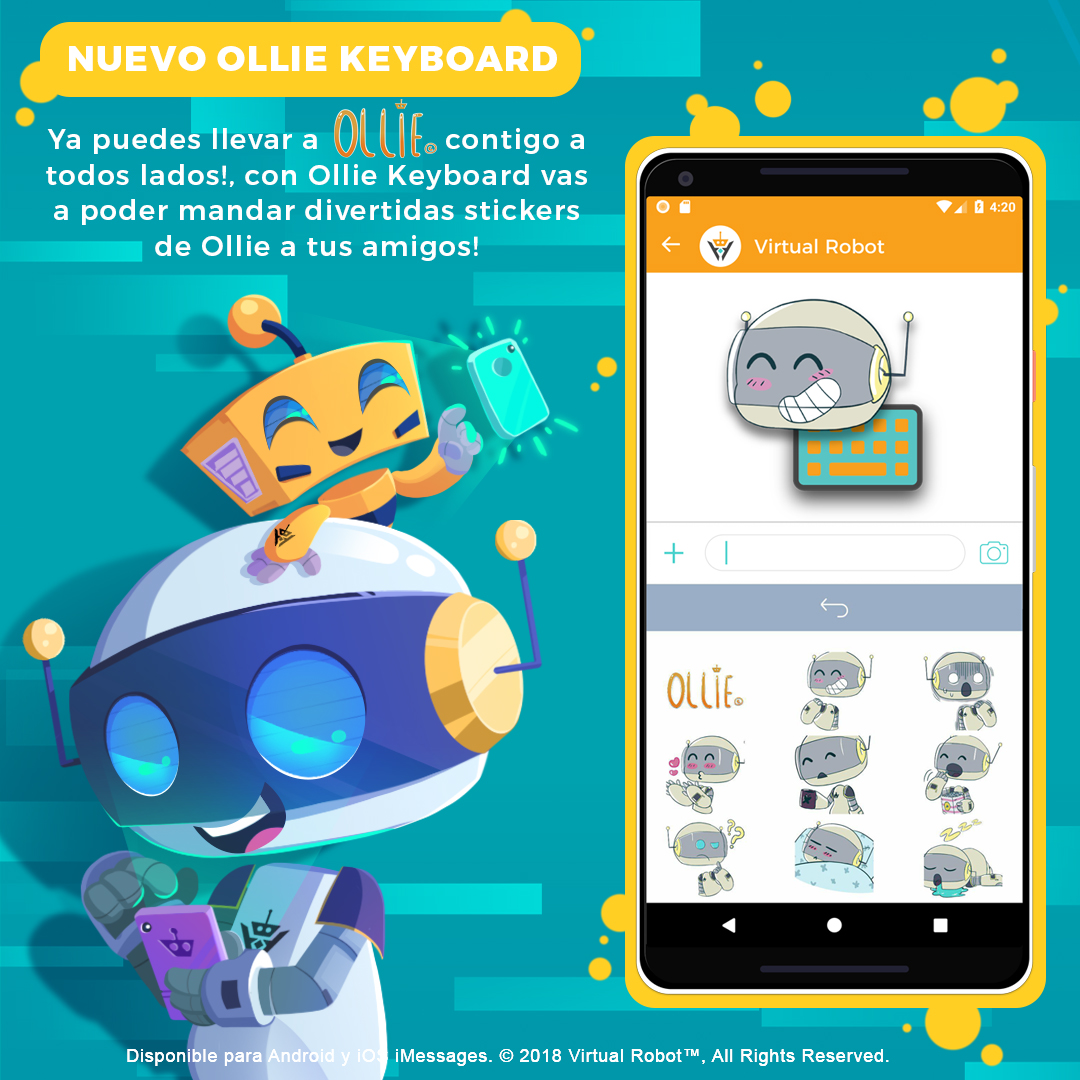 NUEVO OLLIE KEYBOARD
Ya puedes llevar a OLLIE contigo a
todos lados!, con Ollie Keyboard vas
a poder mandar divertidas stickers
de Ollie a tus amigos!
4:20
Virtual Robot
OLLIE
???
zzz
Disponible para Android y iOS iMessages. © 2018 Virtual Robot™, All Rights Reserved.